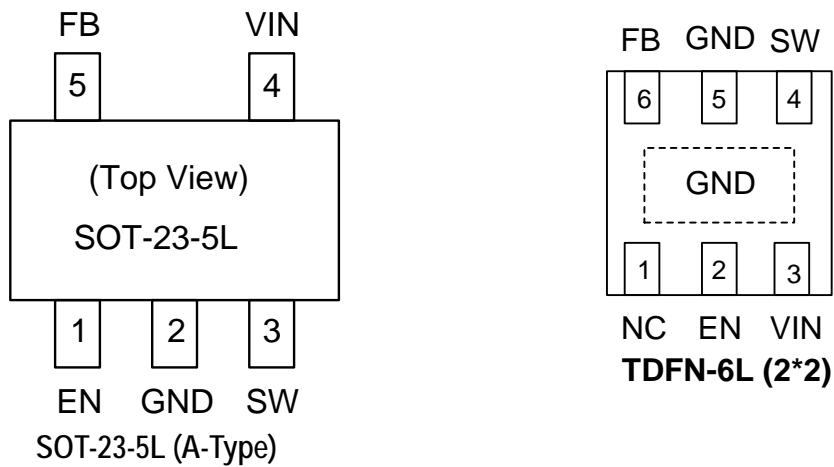 FB VIN
5 4
(Top View)
SOT-23-5L
1 2 3
EN GND SW
SOT-23-5L (A-Type)
FB GND SW
6 5 4
GND
1 2 3
NC EN VIN
TDFN-6L (2*2)